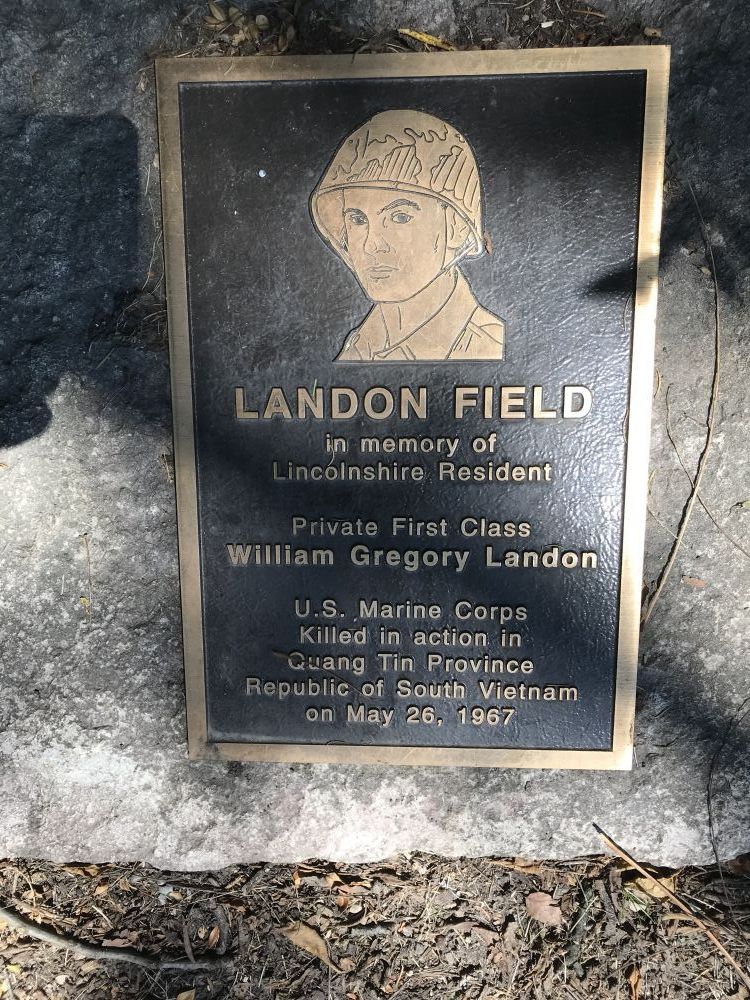 LANDON FIELD
in memory of
Lincolnshire Resident
Private First Class
William Gregory Landon
U.S. Marine Corps
Killed in action in
Quang Tin Province
Republic of South Vietnam
on May 26, 1967